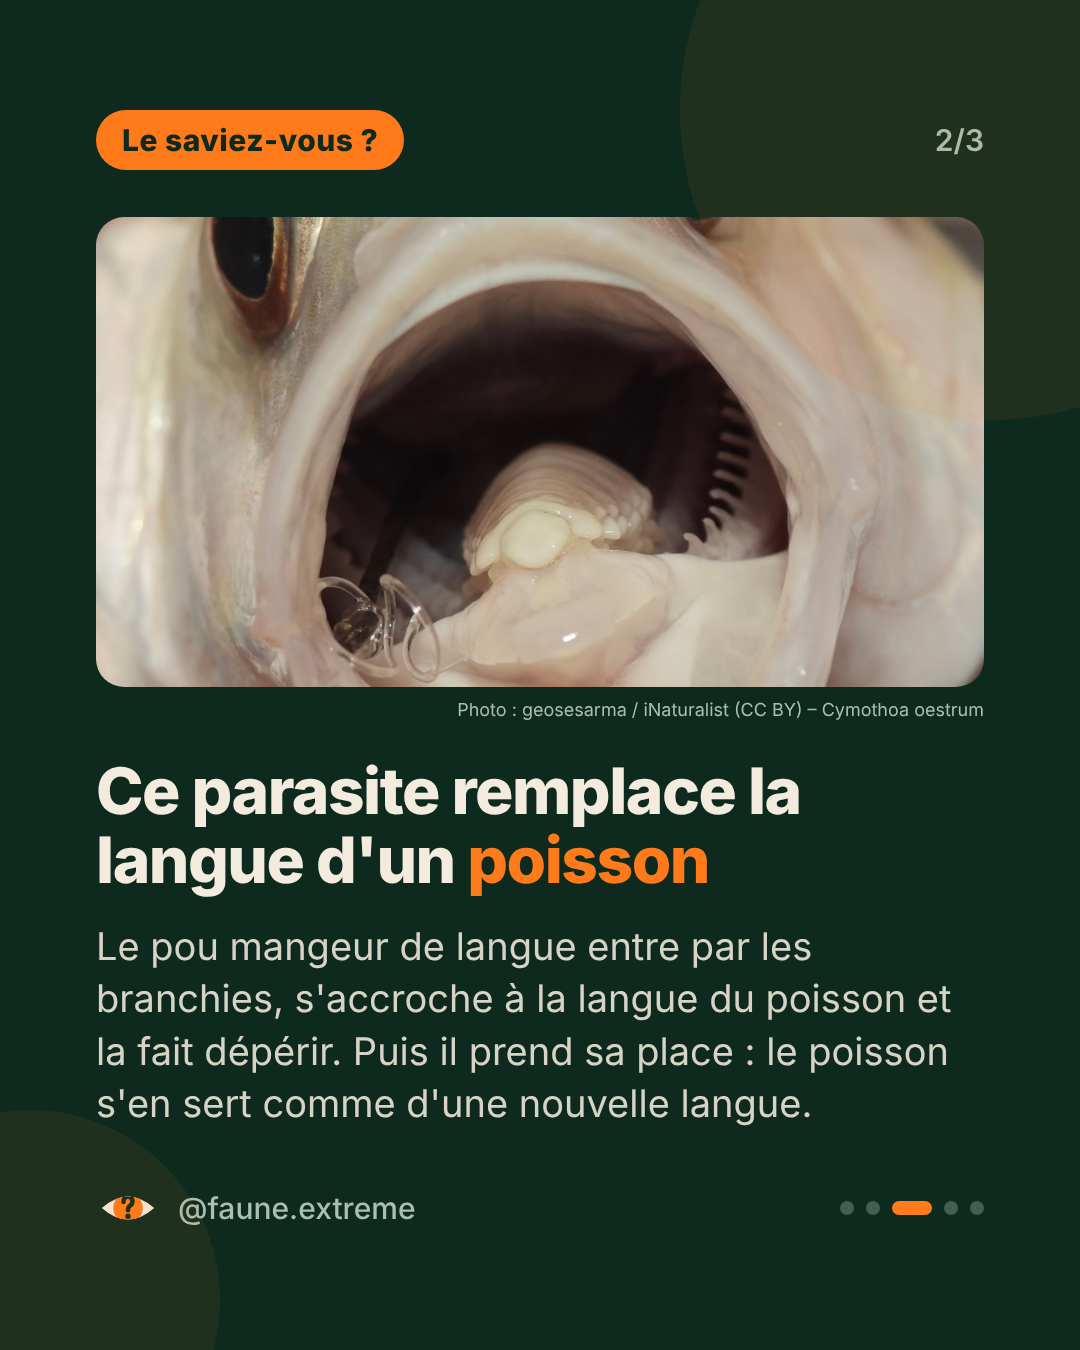 Le saviez-vous ?
2/3
Photo : geosesarma / iNaturalist (CC BY) – Cymothoa oestrum
Ce parasite remplace la
langue d'un poisson
Le pou mangeur de langue entre par les
branchies, s'accroche à la langue du poisson et
la fait dépérir. Puis il prend sa place : le poisson
s'en sert comme d'une nouvelle langue.
?
@faune.extreme